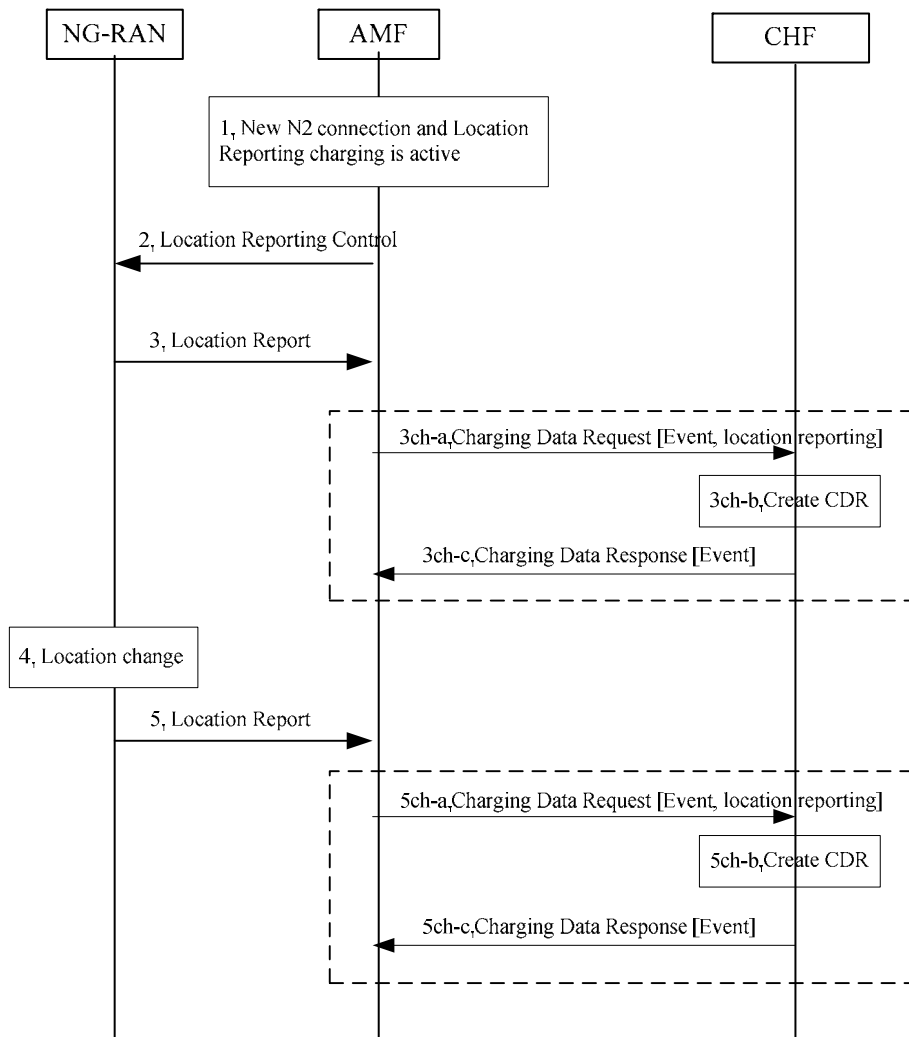 NG-RAN
AMF
CHF
1, New N2 connection and Location
Reporting charging is active
2, Location Reporting Control
3, Location Report
3ch-a,Charging Data Request [Event, location reporting]
3ch-b,Create CDR
3ch-c,Charging Data Response [Event]
4, Location change
5, Location Report
5ch-a,Charging Data Request [Event, location reporting]
5ch-b,Create CDR
5ch-c,Charging Data Response [Event]